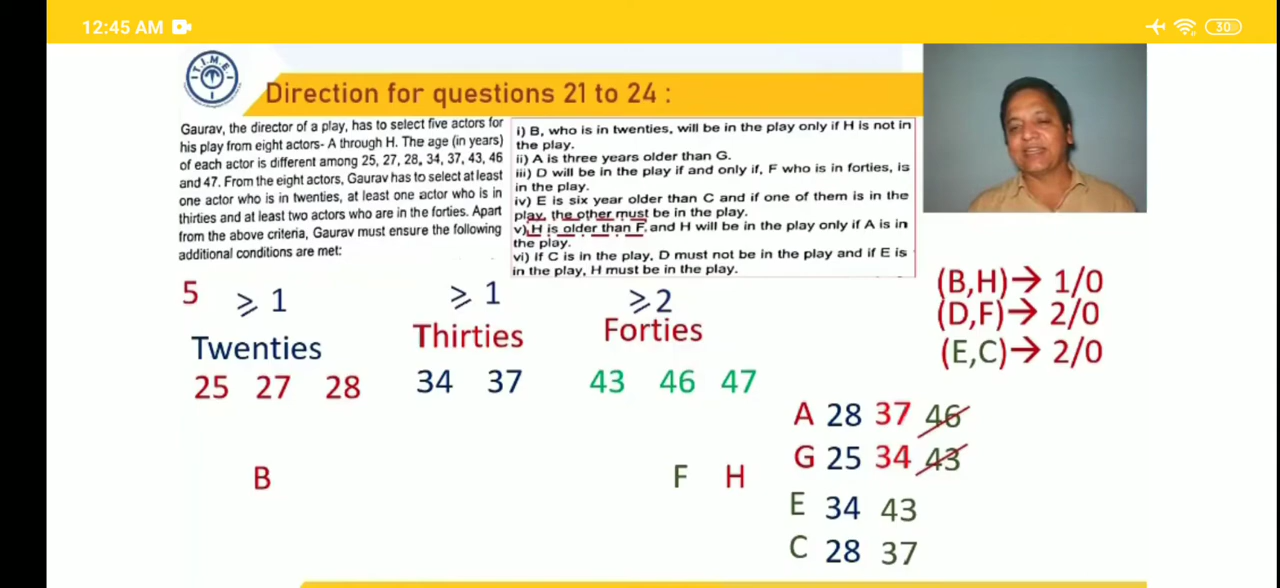 12:45 AM
30
T.I.M.E.
Direction for questions 21 to 24 :
Gaurav, the director of a play, has to select five actors for
his play from eight actors- A through H. The age (in years)
of each actor is different among 25, 27, 28, 34, 37, 43, 46
and 47. From the eight actors, Gaurav has to select at least
one actor who is in twenties, at least one actor who is in
thirties and at least two actors who are in the forties. Apart
from the above criteria, Gaurav must ensure the following
additional conditions are met:
i) B, who is in twenties, will be in the play only if H is not in
the play.
ii) A is three years older than G.
iii) D will be in the play if and only if, F who is in forties, is
in the play.
iv) E is six year older than C and if one of them is in the
play, the other must be in the play.
v) H is older than F, and H will be in the play only if A is in
the play.
vi) If C is in the play, D must not be in the play and if E is
in the play, H must be in the play.
5 ⩾ 1 ⩾ 1 ⩾2
Twenties Thirties Forties
25 27 28 34 37 43 46 47
B F H
(B,H)→ 1/0
(D,F)→ 2/0
(E,C)→ 2/0
A 28 37 46
G 25 34 43
E 34 43
C 28 37